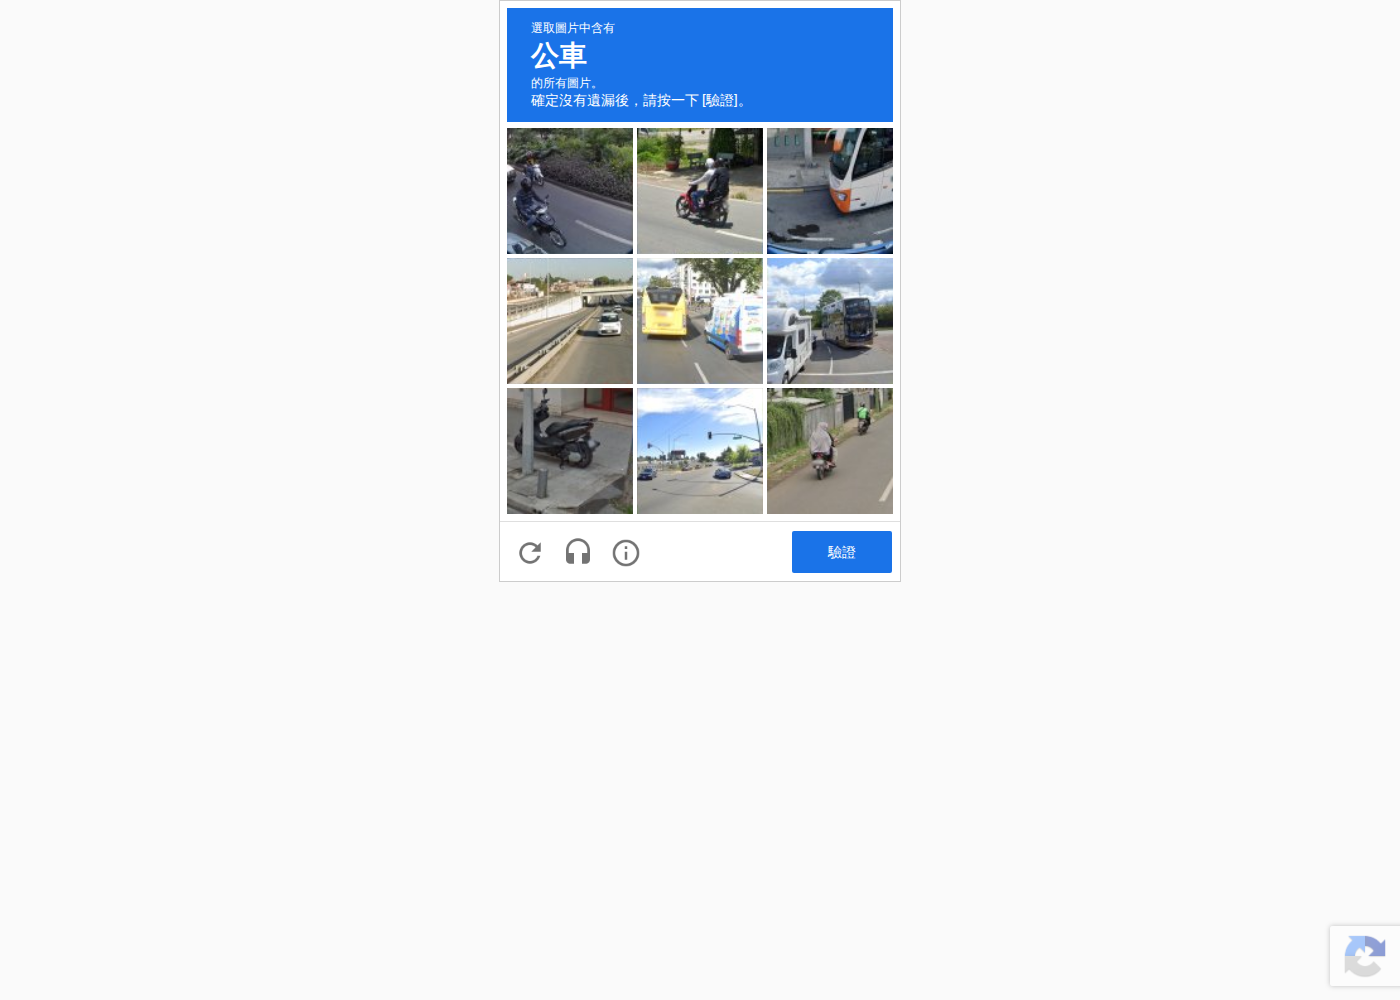 選取圖片中含有
公車
的所有圖片。
確定沒有遺漏後，請按一下 [驗證]。
驗證